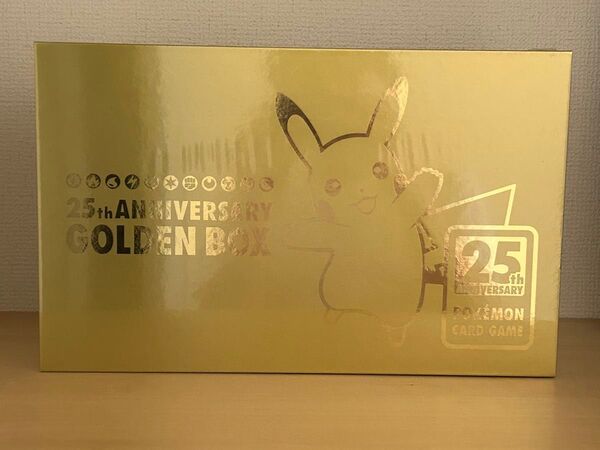 25th ANNIVERSARY
GOLDEN BOX
25th
ANNIVERSARY
POKÉMON
CARD GAME